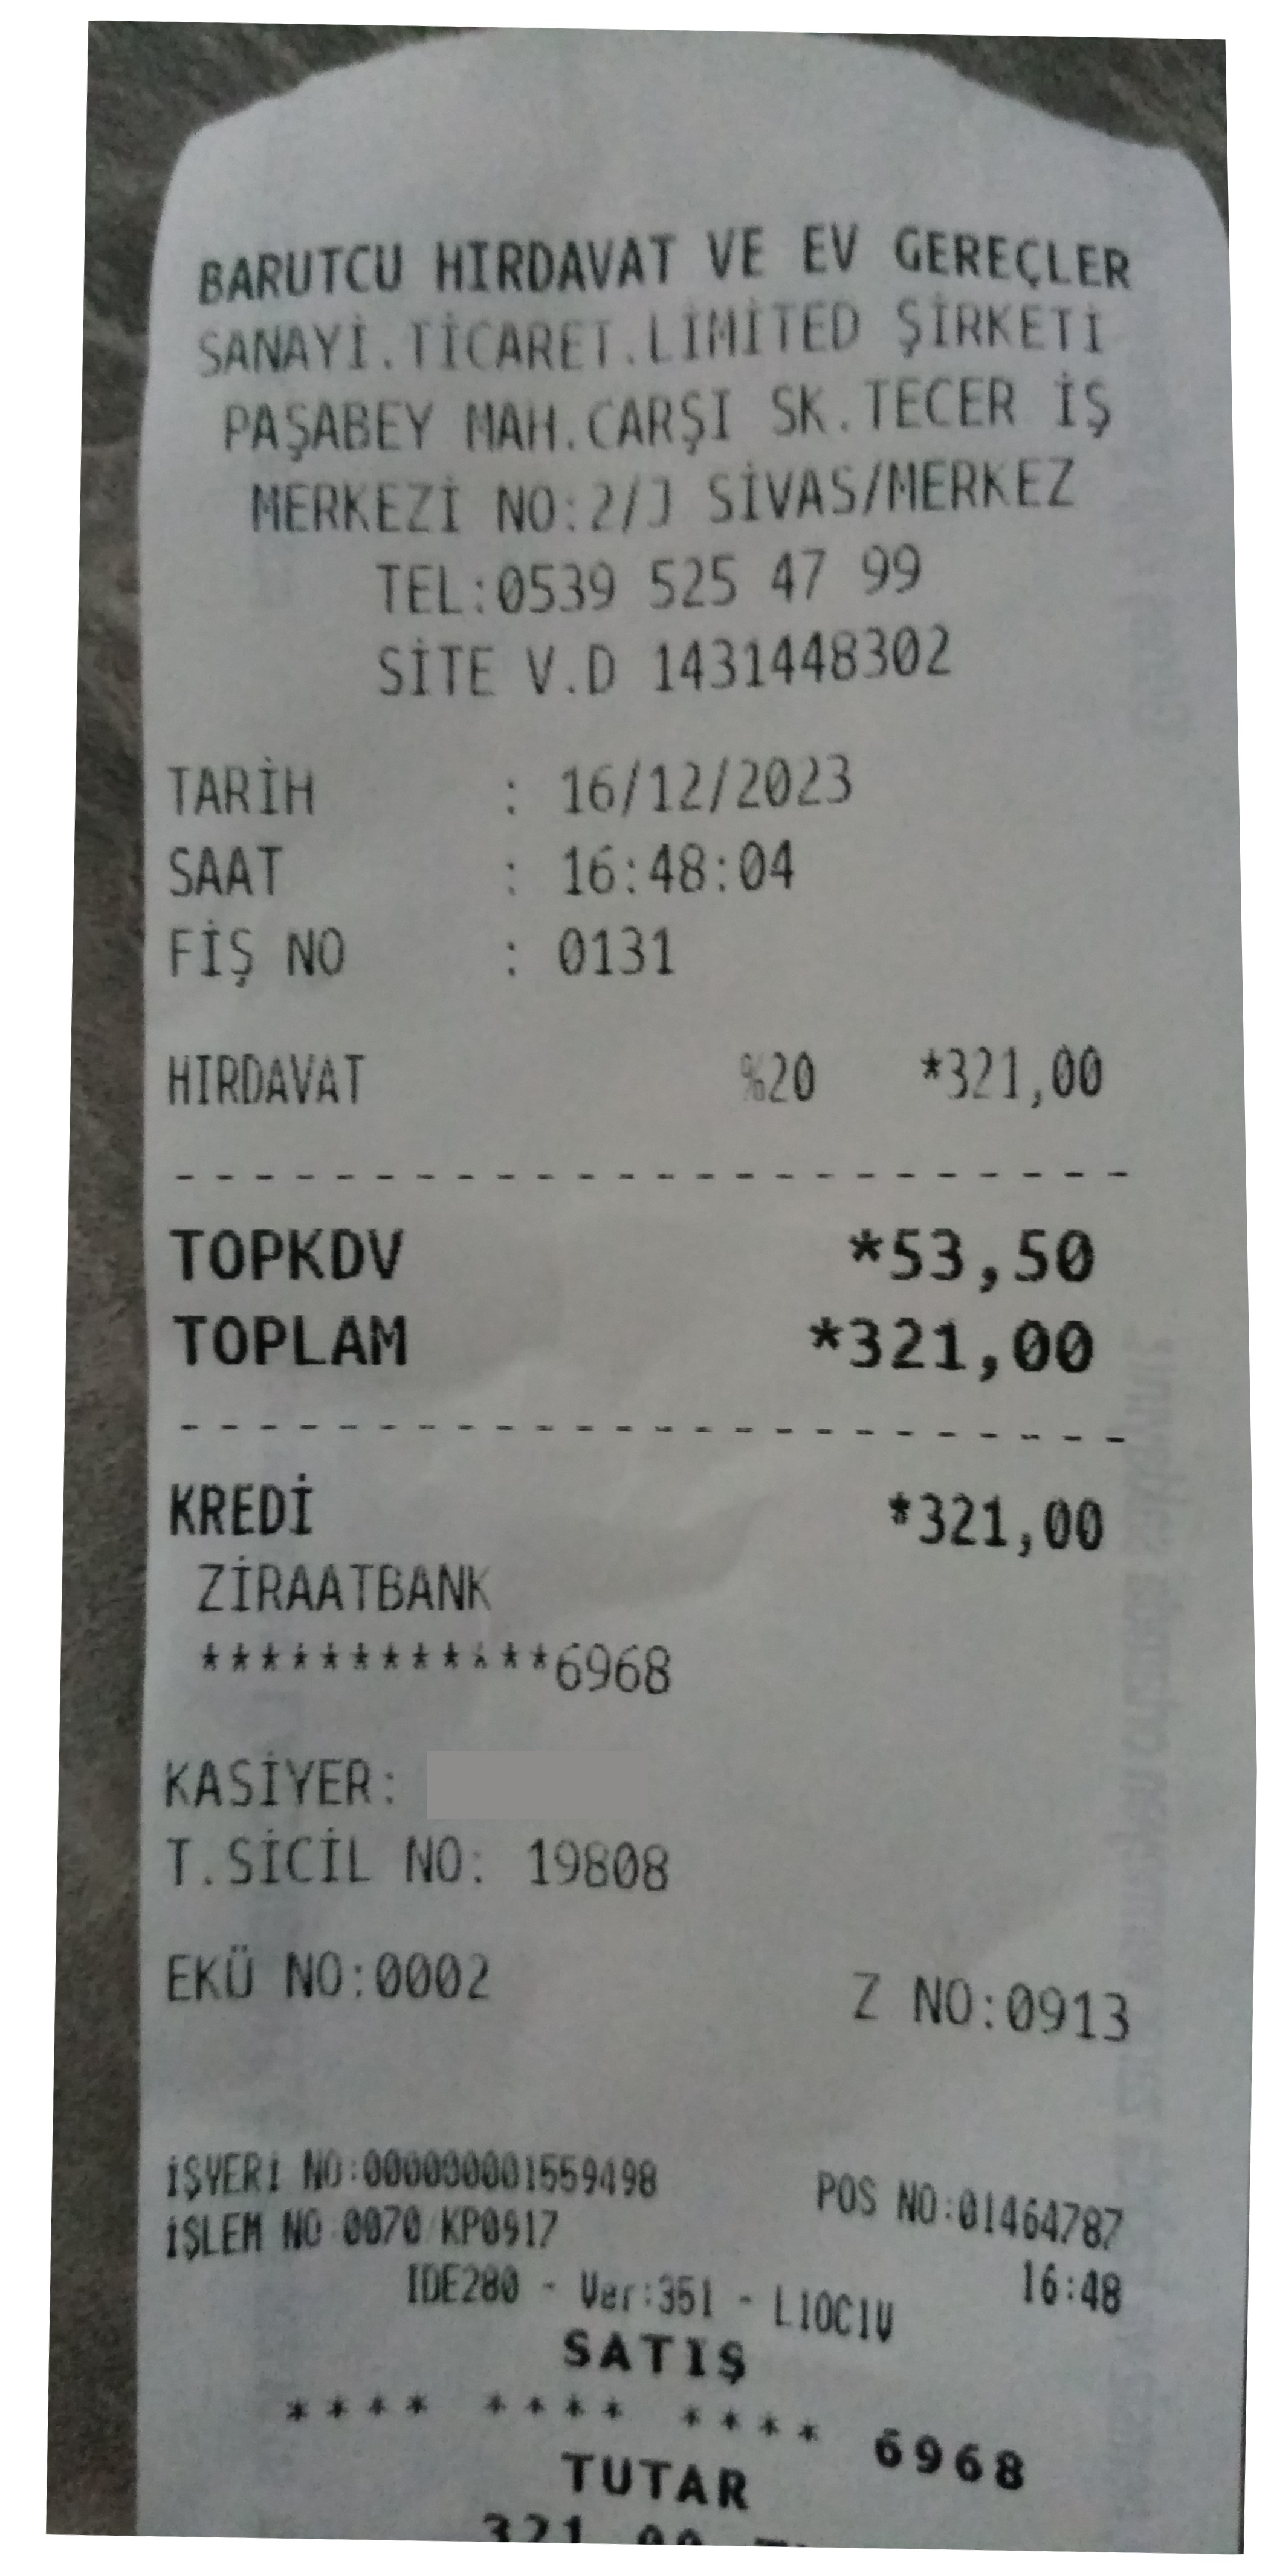 BARUTCU HIRDAVAT VE EV GEREÇLER
SANAYİ.TİCARET.LİMİTED ŞİRKETİ
PAŞABEY MAH.CARŞI SK.TECER İŞ
MERKEZİ NO:2/J SİVAS/MERKEZ
TEL:0539 525 47 99
SİTE V.D 1431448302
TARİH : 16/12/2023
SAAT : 16:48:04
FİŞ NO : 0131
HIRDAVAT %20 *321,00
TOPKDV *53,50
TOPLAM *321,00
KREDİ *321,00
ZİRAATBANK
************6968
KASİYER:
T.SİCİL NO: 19808
EKÜ NO:0002 Z NO:0913
İŞYERİ NO:000000001559498 POS NO:01464787
İŞLEM NO 0070 KP0917 16:48
IDE280 - Ver:351 - L10C1V
SATIŞ
**** **** **** 6968
TUTAR
321,00